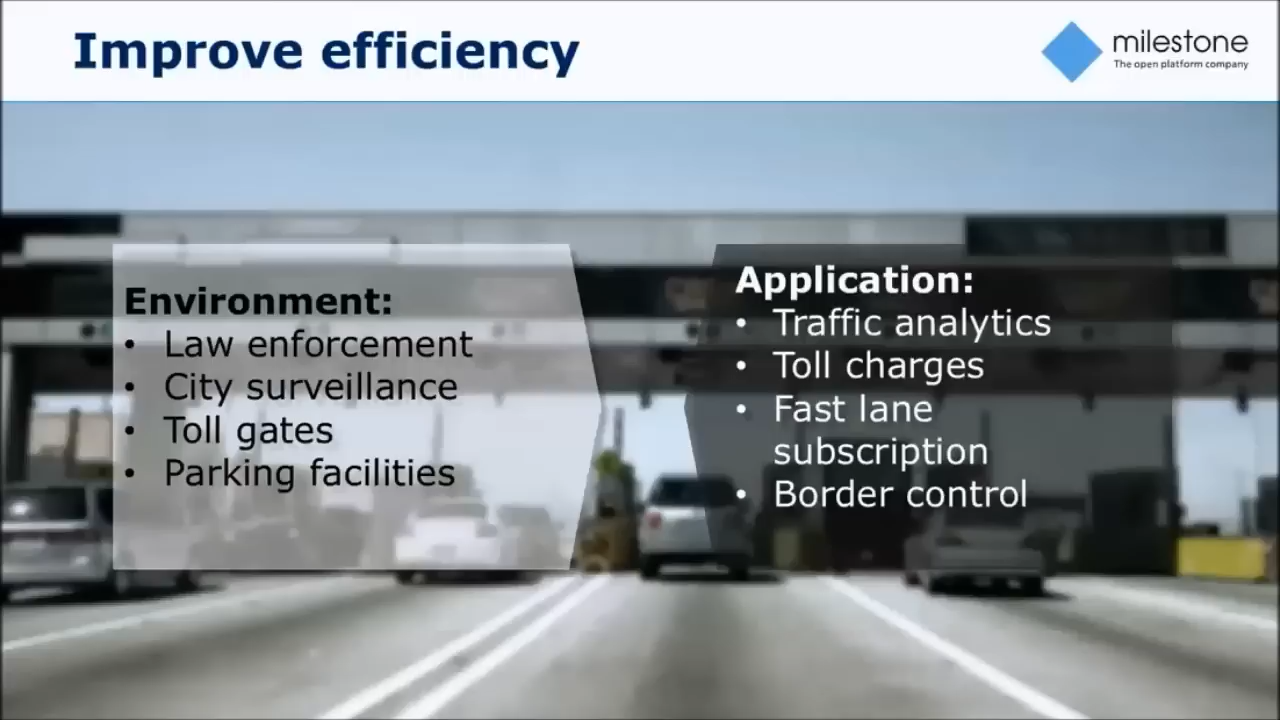 Improve efficiency
milestone
The open platform company
Environment:
• Law enforcement
• City surveillance
• Toll gates
• Parking facilities
Application:
• Traffic analytics
• Toll charges
• Fast lane
subscription
• Border control